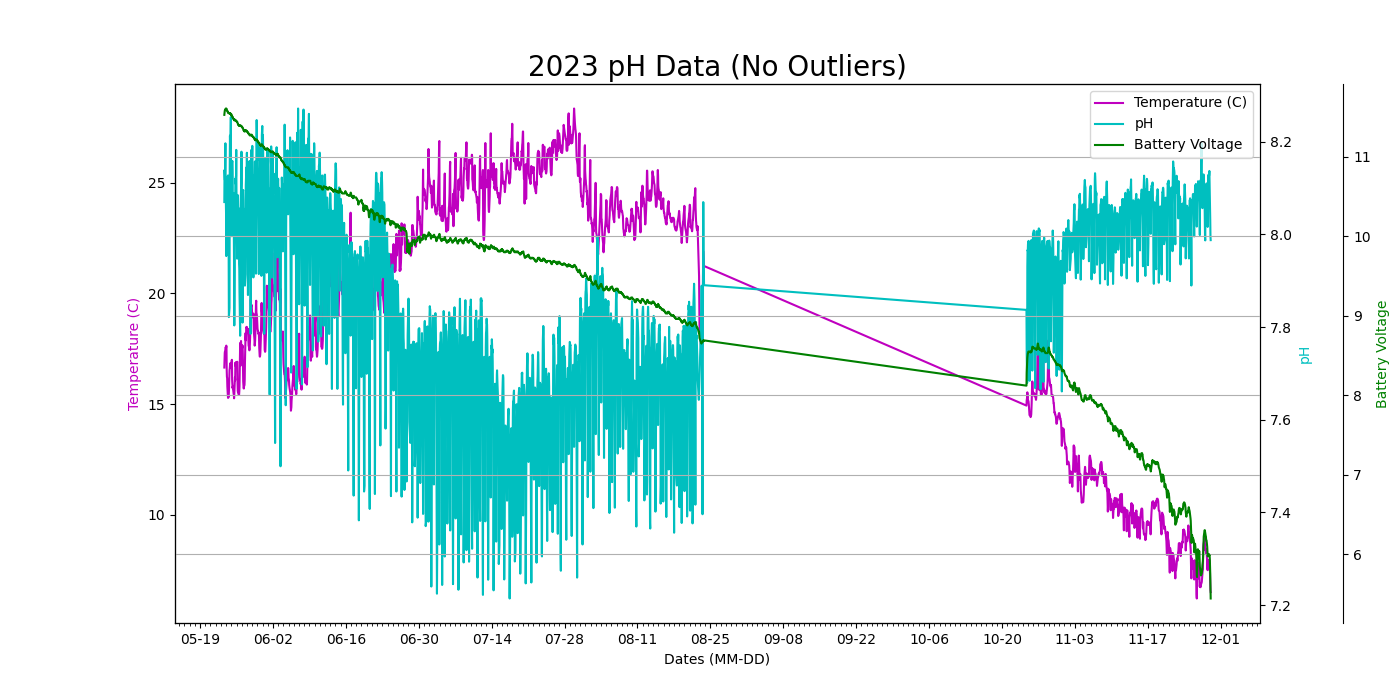 2023 pH Data (No Outliers)
Temperature (C)
pH
Battery Voltage
25
20
15
10
Temperature (C)
8.2
8.0
7.8
7.6
7.4
7.2
pH
11
10
9
8
7
6
Battery Voltage
05-19 06-02 06-16 06-30 07-14 07-28 08-11 08-25 09-08 09-22 10-06 10-20 11-03 11-17 12-01
Dates (MM-DD)